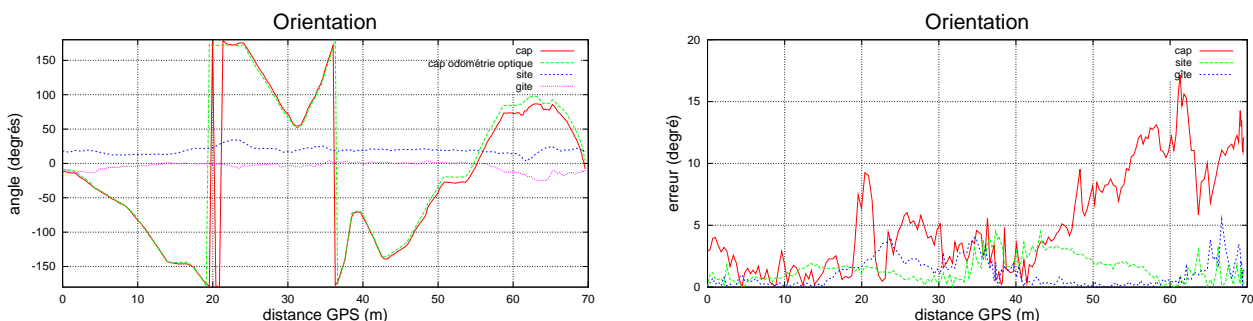 Orientation
cap
cap odométrie optique
site
gite
angle (degrés)
150
100
50
0
-50
-100
-150
0
10
20
30
40
50
60
70
distance GPS (m)
Orientation
cap
site
gîte
erreur (degré)
20
15
10
5
0
0
10
20
30
40
50
60
70
distance GPS (m)